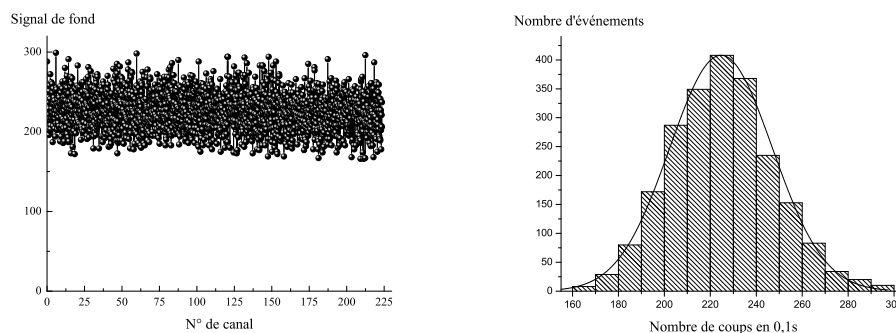 Signal de fond
300
200
100
0
0 25 50 75 100 125 150 175 200 225
N° de canal
Nombre d'événements
400
350
300
250
200
150
100
50
0
160 180 200 220 240 260 280 300
Nombre de coups en 0,1s